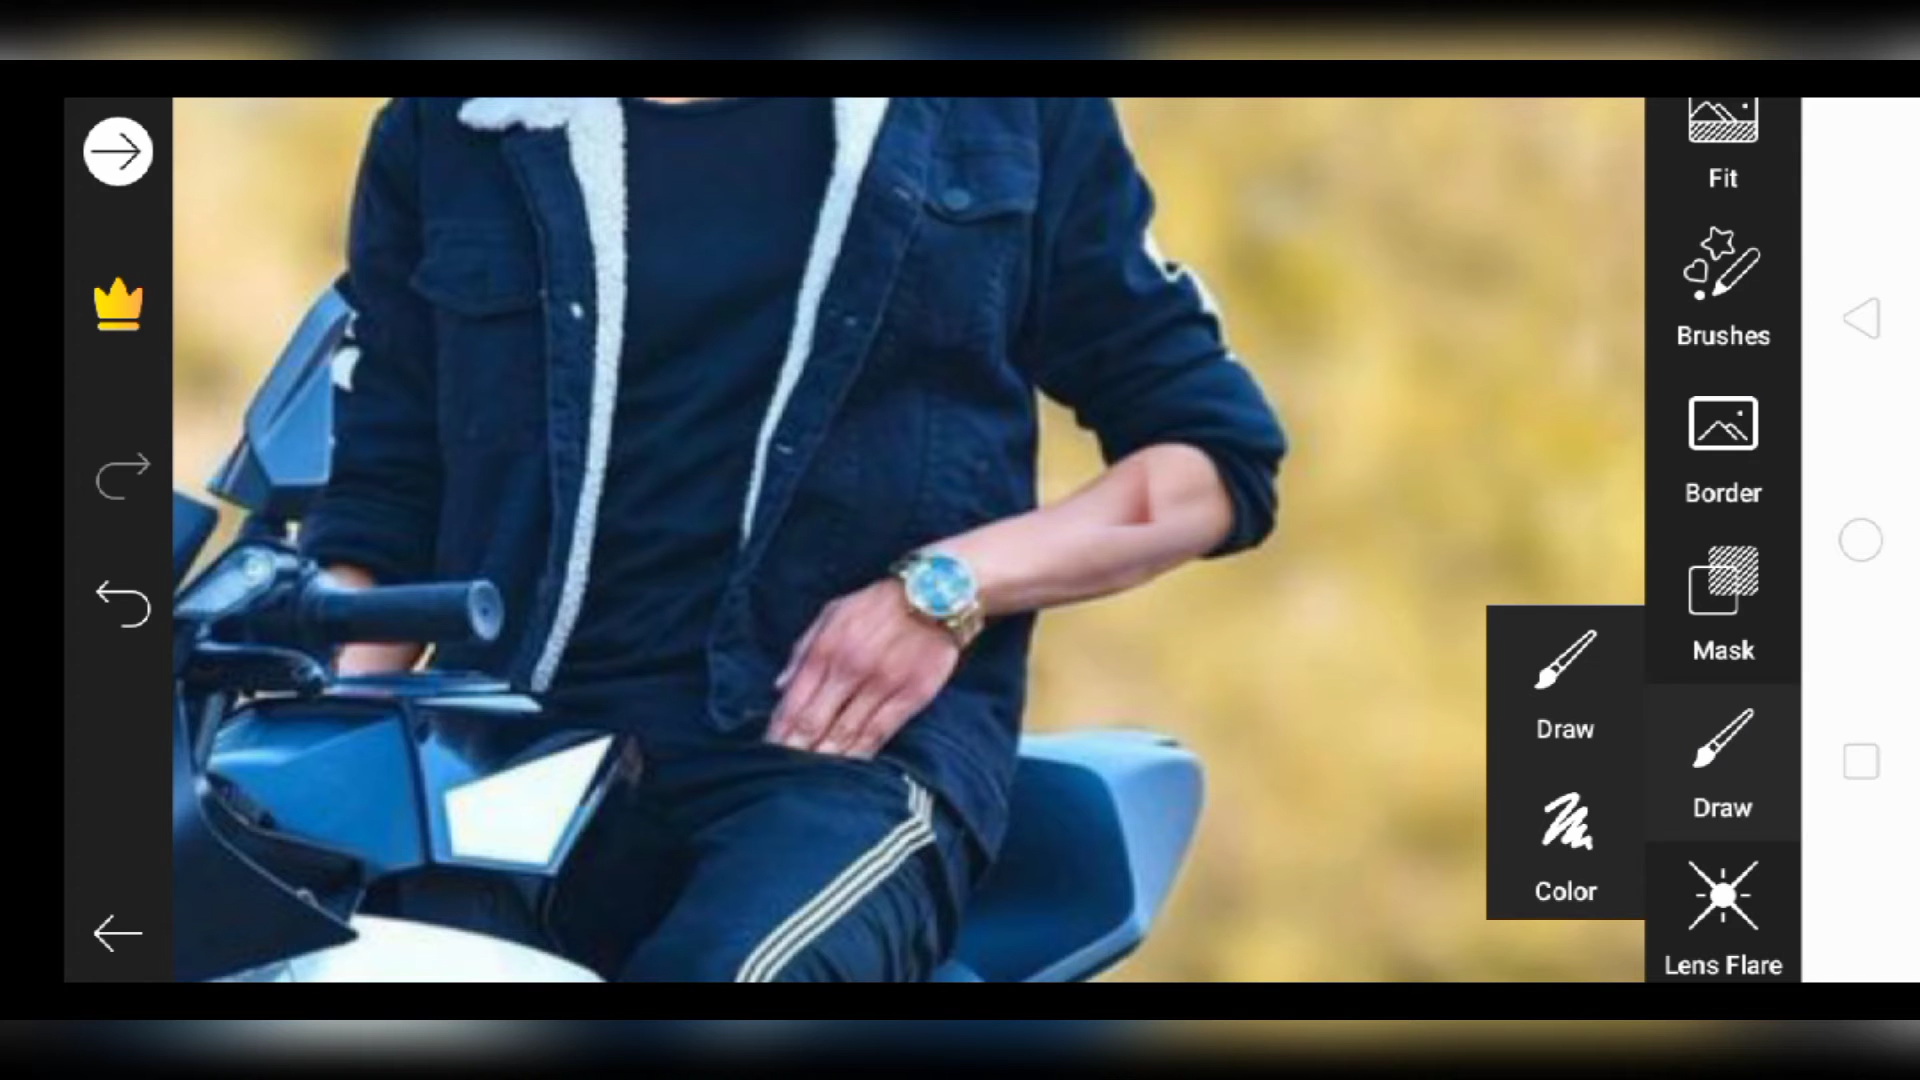 Fit
Brushes
Border
Mask
Draw
Draw
Color
Lens Flare